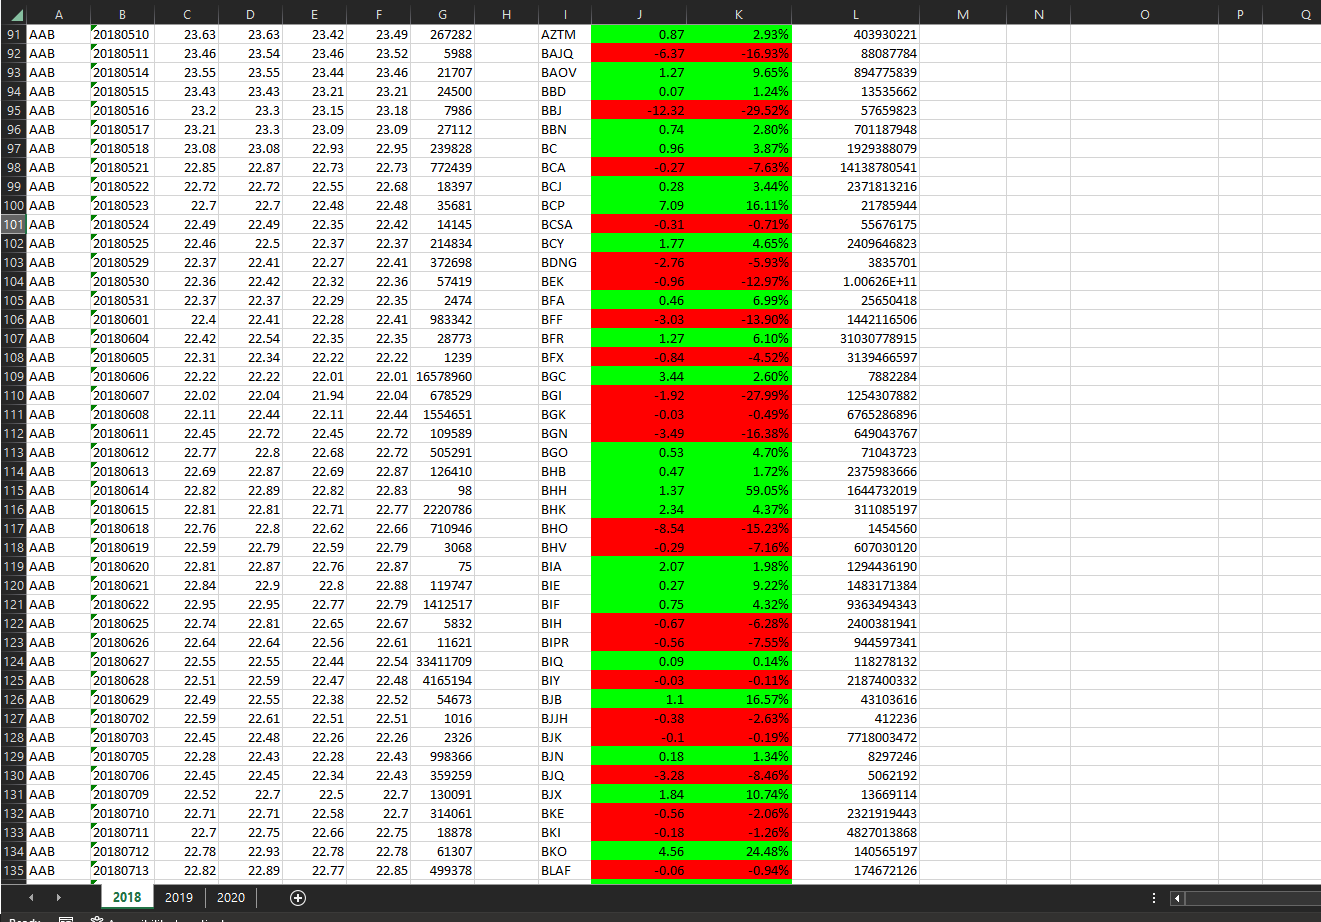 A B C D E F G H I J K L M N O P Q
91 AAB 20180510 23.63 23.63 23.42 23.49 267282 AZTM 0.87 2.93% 403930221
92 AAB 20180511 23.46 23.54 23.46 23.52 5988 BAJQ -6.37 -16.93% 88087784
93 AAB 20180514 23.55 23.55 23.44 23.46 21707 BAOV 1.27 9.65% 894775839
94 AAB 20180515 23.43 23.43 23.21 23.21 24500 BBD 0.07 1.24% 13535662
95 AAB 20180516 23.2 23.3 23.15 23.18 7986 BBJ -12.32 -29.52% 57659823
96 AAB 20180517 23.21 23.3 23.09 23.09 27112 BBN 0.74 2.80% 701187948
97 AAB 20180518 23.08 23.08 22.93 22.95 239828 BC 0.96 3.87% 1929388079
98 AAB 20180521 22.85 22.87 22.73 22.73 772439 BCA -0.27 -7.63% 14138780541
99 AAB 20180522 22.72 22.72 22.55 22.68 18397 BCJ 0.28 3.44% 2371813216
100 AAB 20180523 22.7 22.7 22.48 22.48 35681 BCP 7.09 16.11% 21785944
101 AAB 20180524 22.49 22.49 22.35 22.42 14145 BCSA -0.31 -0.71% 55676175
102 AAB 20180525 22.46 22.5 22.37 22.37 214834 BCY 1.77 4.65% 2409646823
103 AAB 20180529 22.37 22.41 22.27 22.41 372698 BDNG -2.76 -5.93% 3835701
104 AAB 20180530 22.36 22.42 22.32 22.36 57419 BEK -0.96 -12.97% 1.00626E+11
105 AAB 20180531 22.37 22.37 22.29 22.35 2474 BFA 0.46 6.99% 25650418
106 AAB 20180601 22.4 22.41 22.28 22.41 983342 BFF -3.03 -13.90% 1442116506
107 AAB 20180604 22.42 22.54 22.35 22.35 28773 BFR 1.27 6.10% 31030778915
108 AAB 20180605 22.31 22.34 22.22 22.22 1239 BFX -0.84 -4.52% 3139466597
109 AAB 20180606 22.22 22.22 22.01 22.01 16578960 BGC 3.44 2.60% 7882284
110 AAB 20180607 22.02 22.04 21.94 22.04 678529 BGI -1.92 -27.99% 1254307882
111 AAB 20180608 22.11 22.44 22.11 22.44 1554651 BGK -0.03 -0.49% 6765286896
112 AAB 20180611 22.45 22.72 22.45 22.72 109589 BGN -3.49 -16.38% 649043767
113 AAB 20180612 22.77 22.8 22.68 22.72 505291 BGO 0.53 4.70% 71043723
114 AAB 20180613 22.69 22.87 22.69 22.87 126410 BHB 0.47 1.72% 2375983666
115 AAB 20180614 22.82 22.89 22.82 22.83 98 BHH 1.37 59.05% 1644732019
116 AAB 20180615 22.81 22.81 22.71 22.77 2220786 BHK 2.34 4.37% 311085197
117 AAB 20180618 22.76 22.8 22.62 22.66 710946 BHO -8.54 -15.23% 1454560
118 AAB 20180619 22.59 22.79 22.59 22.79 3068 BHV -0.29 -7.16% 607030120
119 AAB 20180620 22.81 22.87 22.76 22.87 75 BIA 2.07 1.98% 1294436190
120 AAB 20180621 22.84 22.9 22.8 22.88 119747 BIE 0.27 9.22% 1483171384
121 AAB 20180622 22.95 22.95 22.77 22.79 1412517 BIF 0.75 4.32% 9363494343
122 AAB 20180625 22.74 22.81 22.65 22.67 5832 BIH -0.67 -6.28% 2400381941
123 AAB 20180626 22.64 22.64 22.56 22.61 11621 BIPR -0.56 -7.55% 944597341
124 AAB 20180627 22.55 22.55 22.44 22.54 33411709 BIQ 0.09 0.14% 118278132
125 AAB 20180628 22.51 22.59 22.47 22.48 4165194 BIY -0.03 -0.11% 2187400332
126 AAB 20180629 22.49 22.55 22.38 22.52 54673 BJB 1.1 16.57% 43103616
127 AAB 20180702 22.59 22.61 22.51 22.51 1016 BJJH -0.38 -2.63% 412236
128 AAB 20180703 22.45 22.48 22.26 22.26 2326 BJK -0.1 -0.19% 7718003472
129 AAB 20180705 22.28 22.43 22.28 22.43 998366 BJN 0.18 1.34% 8297246
130 AAB 20180706 22.45 22.45 22.34 22.43 359259 BJQ -3.28 -8.46% 5062192
131 AAB 20180709 22.52 22.7 22.5 22.7 130091 BJX 1.84 10.74% 13669114
132 AAB 20180710 22.71 22.71 22.58 22.7 314061 BKE -0.56 -2.06% 2321919443
133 AAB 20180711 22.7 22.75 22.66 22.75 18878 BKI -0.18 -1.26% 4827013868
134 AAB 20180712 22.78 22.93 22.78 22.78 61307 BKO 4.56 24.48% 140565197
135 AAB 20180713 22.82 22.89 22.77 22.85 499378 BLAF -0.06 -0.94% 174672126
2018 2019 2020